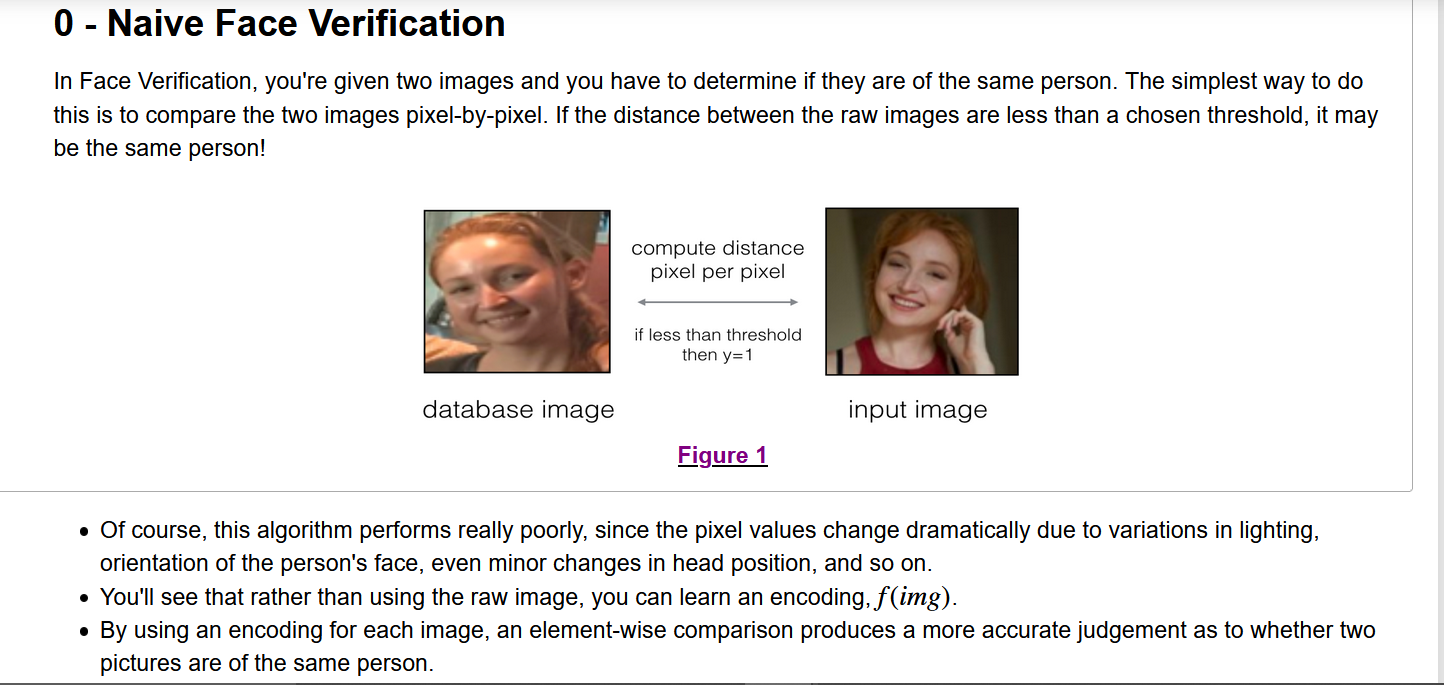 0 - Naive Face Verification
In Face Verification, you're given two images and you have to determine if they are of the same person. The simplest way to do
this is to compare the two images pixel-by-pixel. If the distance between the raw images are less than a chosen threshold, it may
be the same person!
compute distance
pixel per pixel
if less than threshold
then y=1
database image
input image
Figure 1
• Of course, this algorithm performs really poorly, since the pixel values change dramatically due to variations in lighting,
orientation of the person's face, even minor changes in head position, and so on.
• You'll see that rather than using the raw image, you can learn an encoding, f(img).
• By using an encoding for each image, an element-wise comparison produces a more accurate judgement as to whether two
pictures are of the same person.